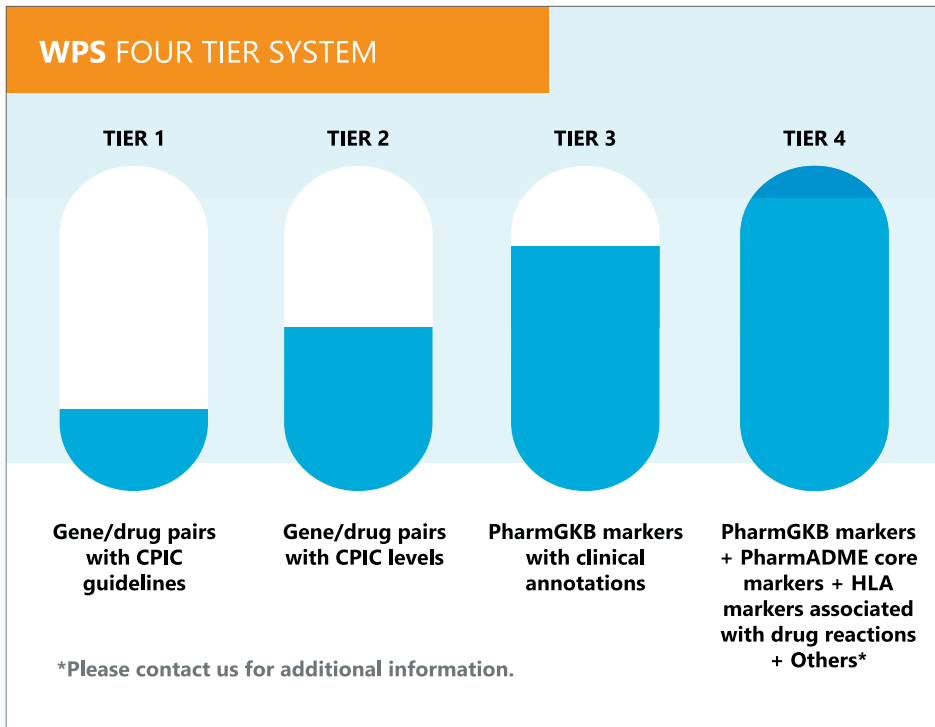 WPS FOUR TIER SYSTEM
TIER 1
TIER 2
TIER 3
TIER 4
Gene/drug pairs
with CPIC
guidelines
Gene/drug pairs
with CPIC levels
PharmGKB markers
with clinical
annotations
PharmGKB markers
+ PharmADME core
markers + HLA
markers associated
with drug reactions
+ Others*
*Please contact us for additional information.